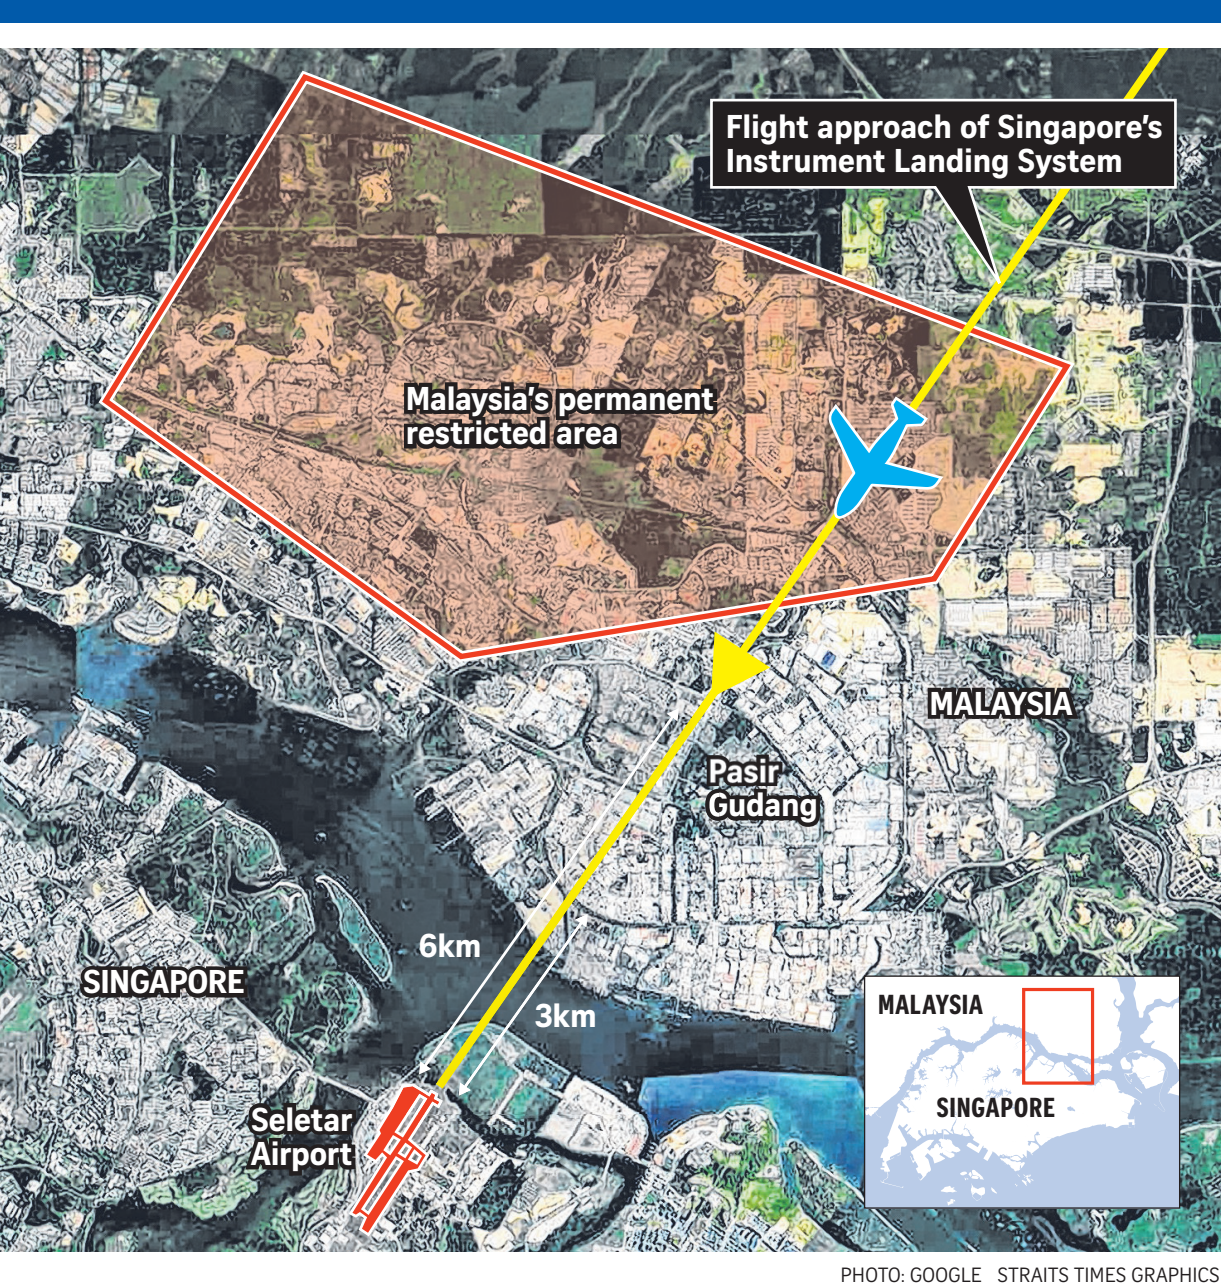 Flight approach of Singapore's
Instrument Landing System
Malaysia's permanent
restricted area
MALAYSIA
Pasir
Gudang
6km
SINGAPORE
3km
MALAYSIA
SINGAPORE
Seletar
Airport
PHOTO: GOOGLE STRAITS TIMES GRAPHICS